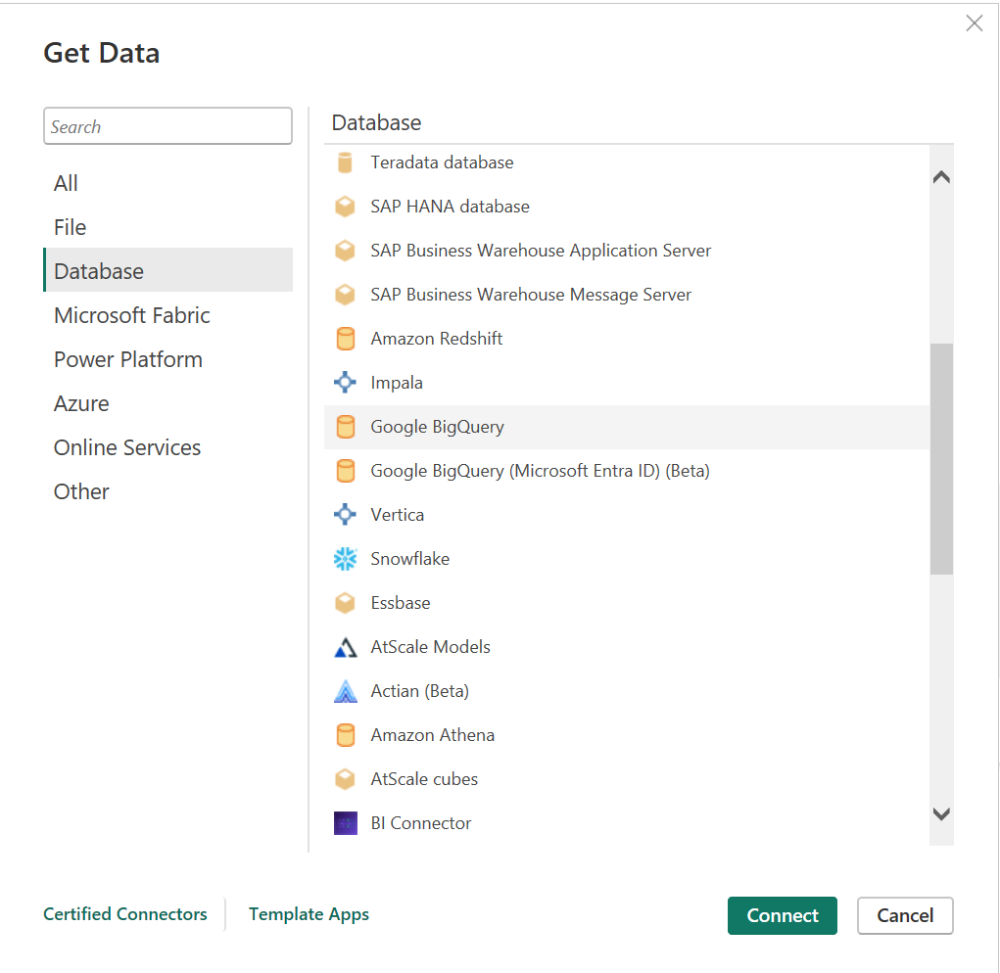 Get Data
Search
All
File
Database
Microsoft Fabric
Power Platform
Azure
Online Services
Other
Database
Teradata database
SAP HANA database
SAP Business Warehouse Application Server
SAP Business Warehouse Message Server
Amazon Redshift
Impala
Google BigQuery
Google BigQuery (Microsoft Entra ID) (Beta)
Vertica
Snowflake
Essbase
AtScale Models
Actian (Beta)
Amazon Athena
AtScale cubes
BI Connector
Certified Connectors
Template Apps
Connect
Cancel